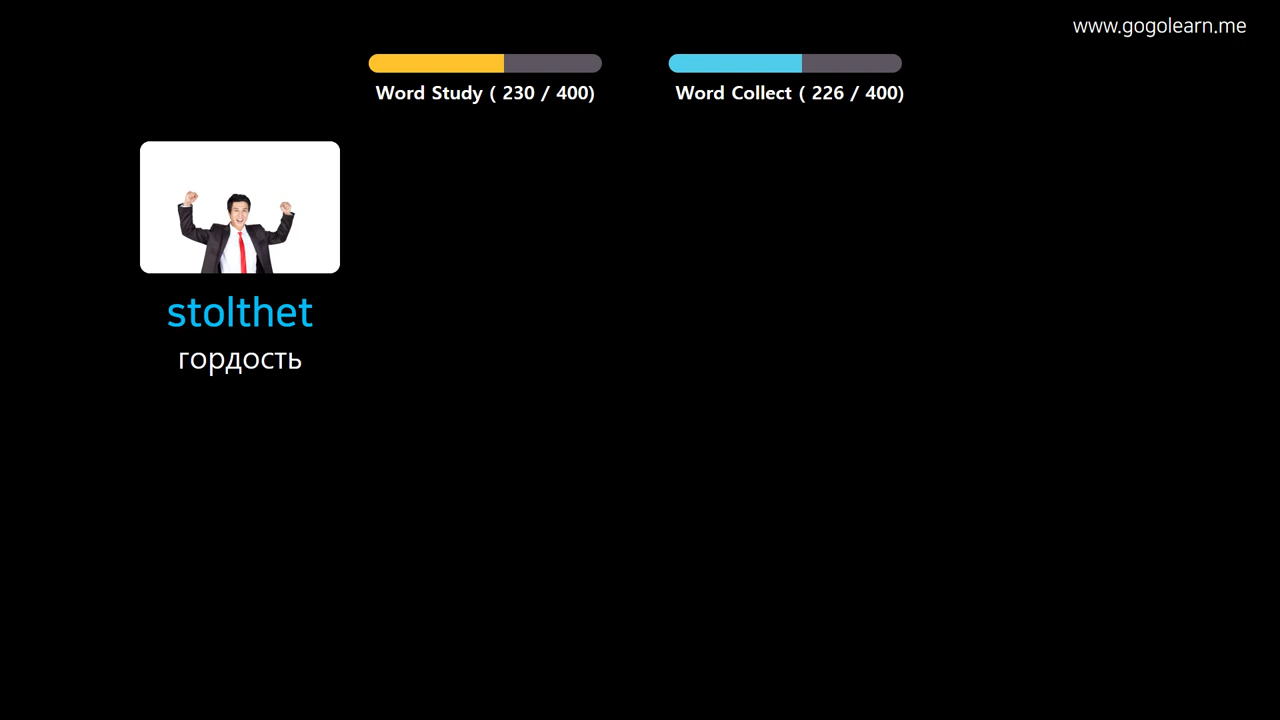 www.gogolearn.me
Word Study ( 230 / 400)
Word Collect ( 226 / 400)
stolthet
гордость